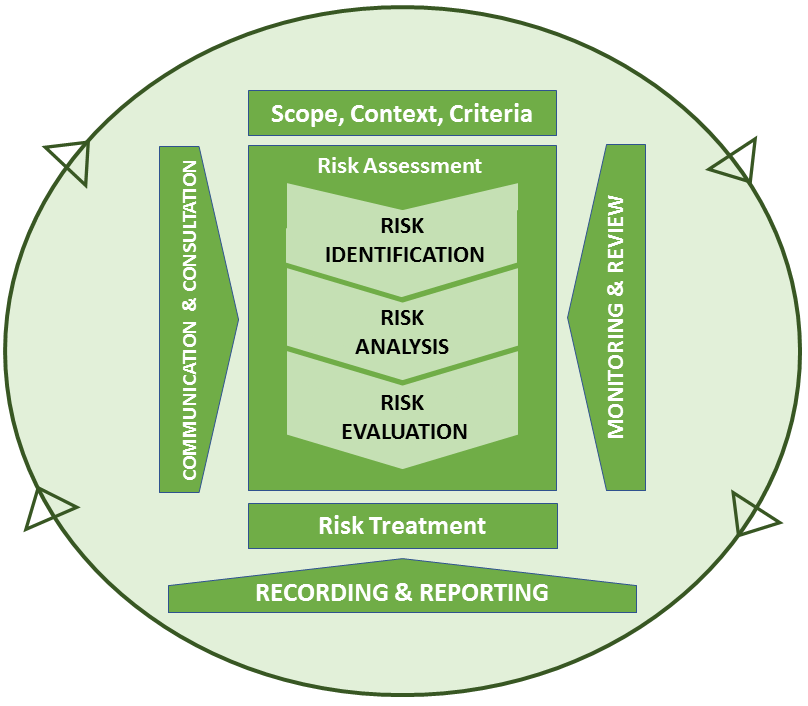 Scope, Context, Criteria
Risk Assessment
RISK
IDENTIFICATION
RISK
ANALYSIS
RISK
EVALUATION
COMMUNICATION & CONSULTATION
MONITORING & REVIEW
Risk Treatment
RECORDING & REPORTING